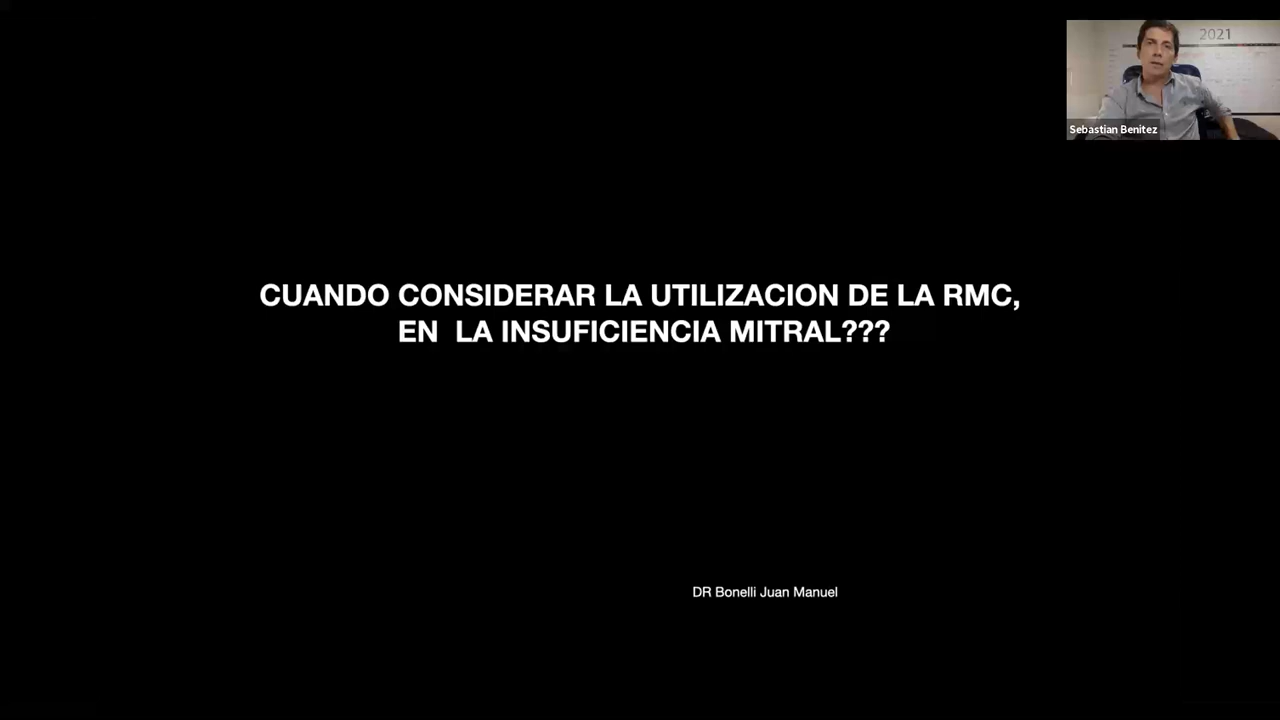 2021
Sebastian Benitez
CUANDO CONSIDERAR LA UTILIZACION DE LA RMC,
EN LA INSUFICIENCIA MITRAL???
DR Bonelli Juan Manuel